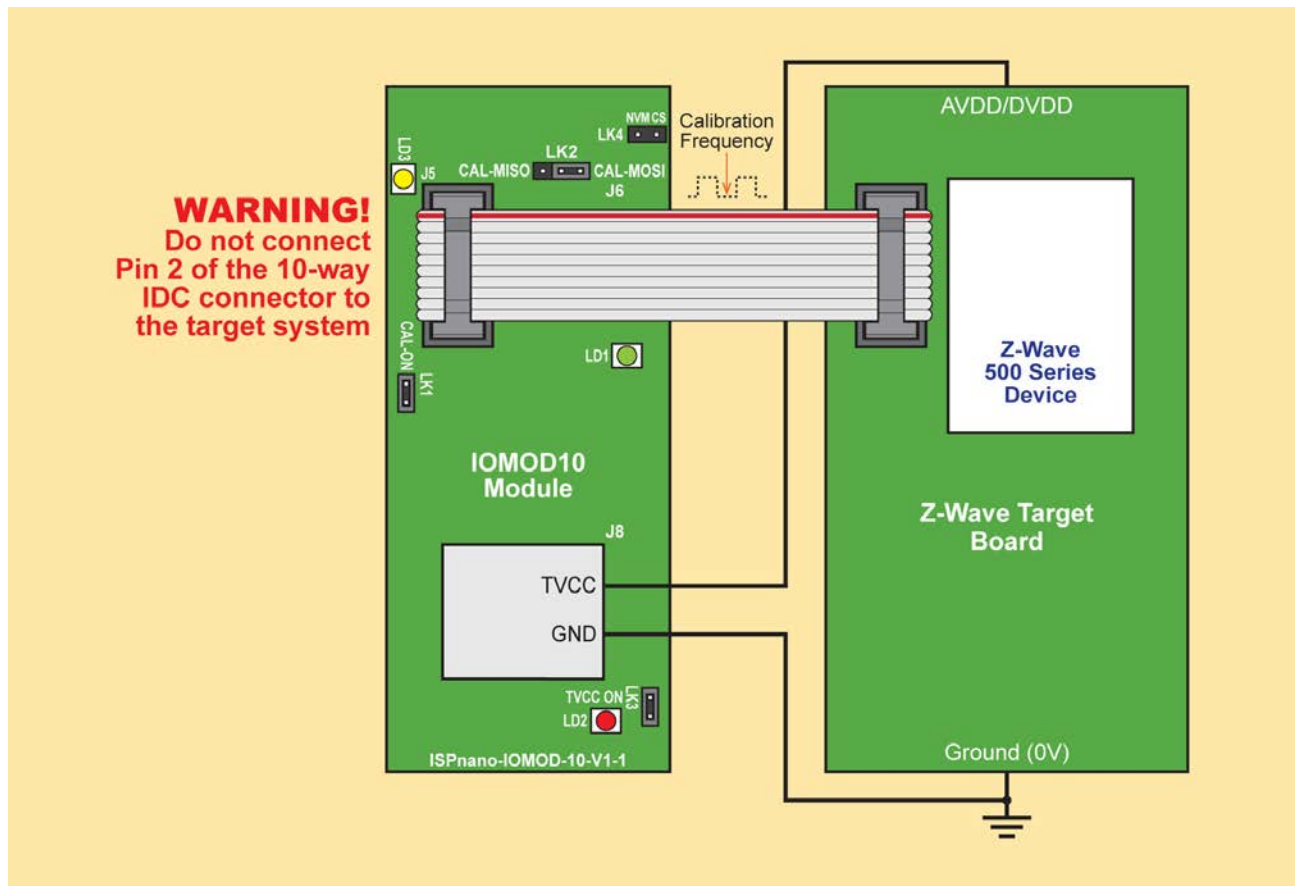 WARNING!
Do not connect
Pin 2 of the 10-way
IDC connector to
the target system
LD3
J5
NVM CS
LK4
LK2
CAL-MISO
CAL-MOSI
J6
Calibration
Frequency
CAL-ON
LK1
LD1
IOMOD10
Module
J8
TVCC
GND
TVCC ON
LK3
LD2
ISPnano-IOMOD-10-V1-1
AVDD/DVDD
Z-Wave
500 Series
Device
Z-Wave Target
Board
Ground (0V)